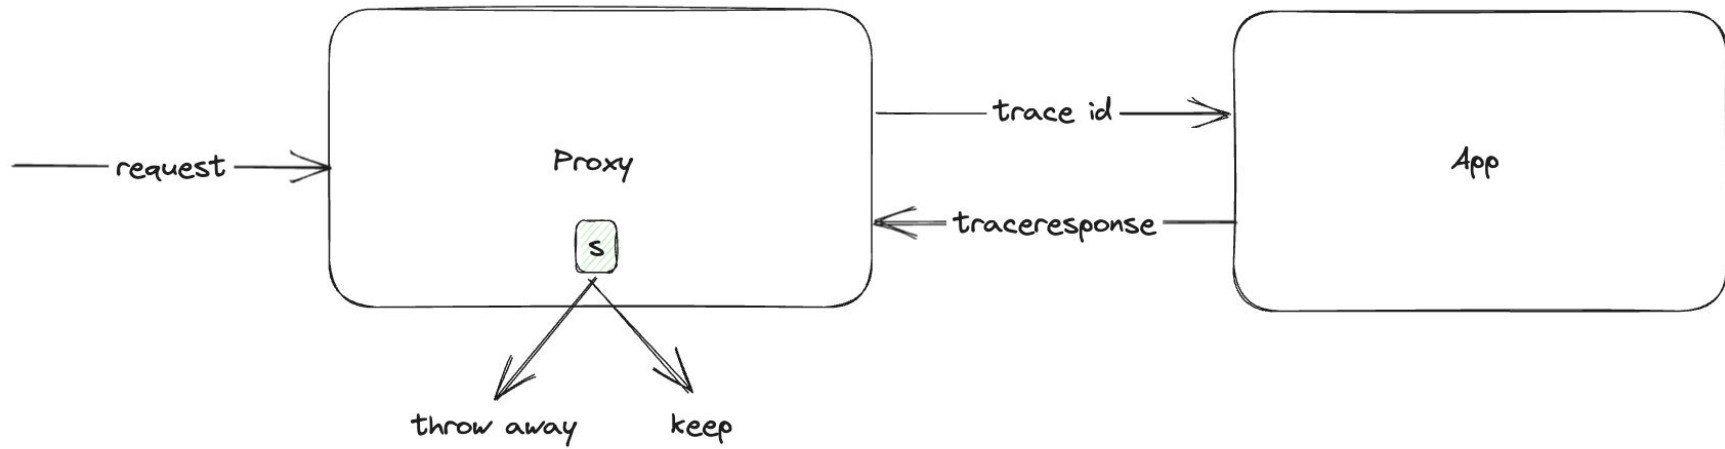 request
Proxy
s
throw away
keep
trace id
traceresponse
App